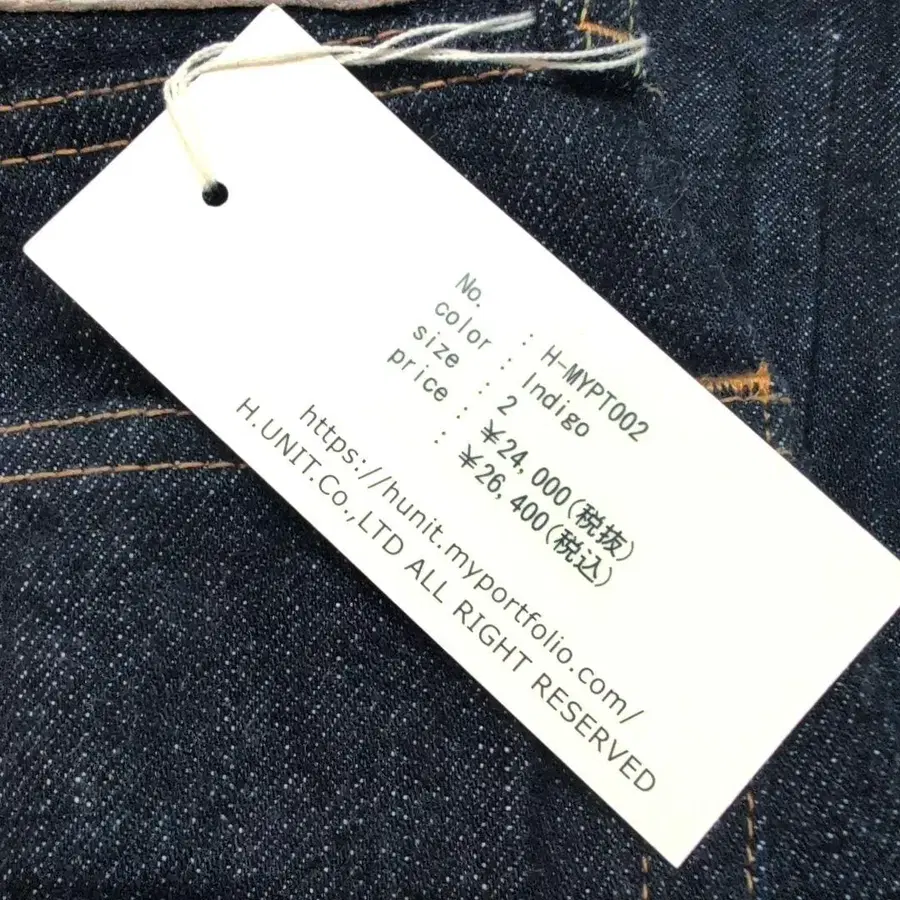 No. : H-MYPT002
color : Indigo
size : 2
price : ¥24,000(税抜)
: ¥26,400(税込)
https://hunit.myportfolio.com/
H.UNIT.Co.,LTD ALL RIGHT RESERVED